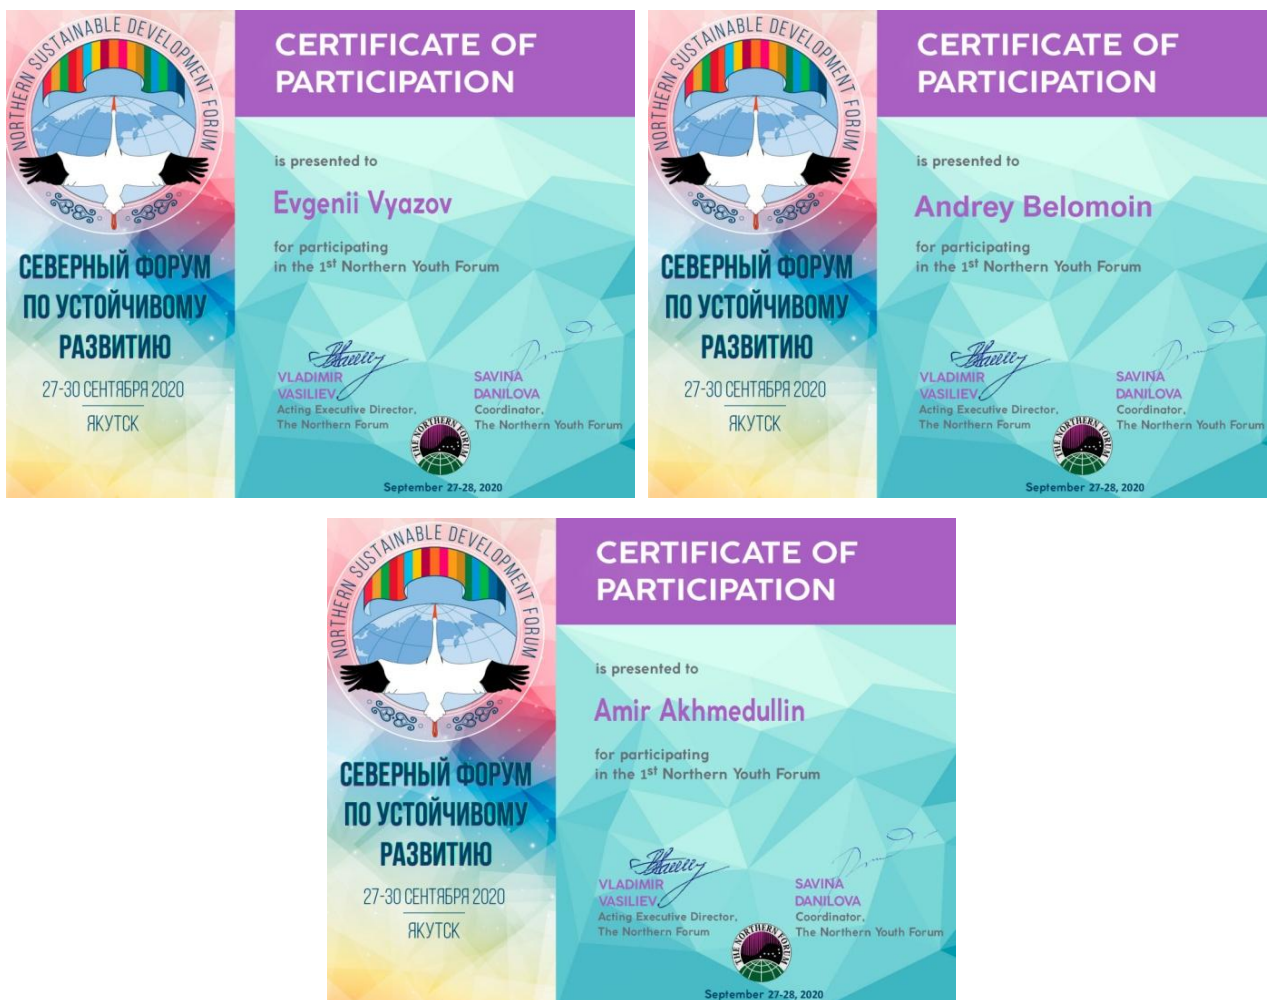 NORTHERN SUSTAINABLE DEVELOPMENT FORUM
СЕВЕРНЫЙ ФОРУМ
ПО УСТОЙЧИВОМУ
РАЗВИТИЮ
27-30 СЕНТЯБРЯ 2020
ЯКУТСК
CERTIFICATE OF
PARTICIPATION
is presented to
Evgenii Vyazov
for participating
in the 1st Northern Youth Forum
VLADIMIR
VASILIEV
Acting Executive Director,
The Northern Forum
SAVINA
DANILOVA
Coordinator,
The Northern Youth Forum
THE NORTHERN FORUM
September 27-28, 2020
NORTHERN SUSTAINABLE DEVELOPMENT FORUM
СЕВЕРНЫЙ ФОРУМ
ПО УСТОЙЧИВОМУ
РАЗВИТИЮ
27-30 СЕНТЯБРЯ 2020
ЯКУТСК
CERTIFICATE OF
PARTICIPATION
is presented to
Andrey Belomoin
for participating
in the 1st Northern Youth Forum
VLADIMIR
VASILIEV
Acting Executive Director,
The Northern Forum
SAVINA
DANILOVA
Coordinator,
The Northern Youth Forum
THE NORTHERN FORUM
September 27-28, 2020
NORTHERN SUSTAINABLE DEVELOPMENT FORUM
СЕВЕРНЫЙ ФОРУМ
ПО УСТОЙЧИВОМУ
РАЗВИТИЮ
27-30 СЕНТЯБРЯ 2020
ЯКУТСК
CERTIFICATE OF
PARTICIPATION
is presented to
Amir Akhmedullin
for participating
in the 1st Northern Youth Forum
VLADIMIR
VASILIEV
Acting Executive Director,
The Northern Forum
SAVINA
DANILOVA
Coordinator,
The Northern Youth Forum
THE NORTHERN FORUM
September 27-28, 2020